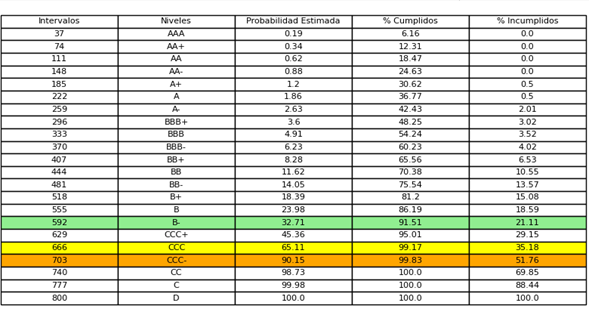 Intervalos Niveles Probabilidad Estimada % Cumplidos % Incumplidos
37 AAA 0.19 6.16 0.0
74 AA+ 0.34 12.31 0.0
111 AA 0.62 18.47 0.0
148 AA- 0.88 24.63 0.0
185 A+ 1.2 30.62 0.5
222 A 1.86 36.77 0.5
259 A- 2.63 42.43 2.01
296 BBB+ 3.6 48.25 3.02
333 BBB 4.91 54.24 3.52
370 BBB- 6.23 60.23 4.02
407 BB+ 8.28 65.56 6.53
444 BB 11.62 70.38 10.55
481 BB- 14.05 75.54 13.57
518 B+ 18.39 81.2 15.08
555 B 23.98 86.19 18.59
592 B- 32.71 91.51 21.11
629 CCC+ 45.36 95.01 29.15
666 CCC 65.11 99.17 35.18
703 CCC- 90.15 99.83 51.76
740 CC 98.73 100.0 69.85
777 C 99.98 100.0 88.44
800 D 100.0 100.0 100.0